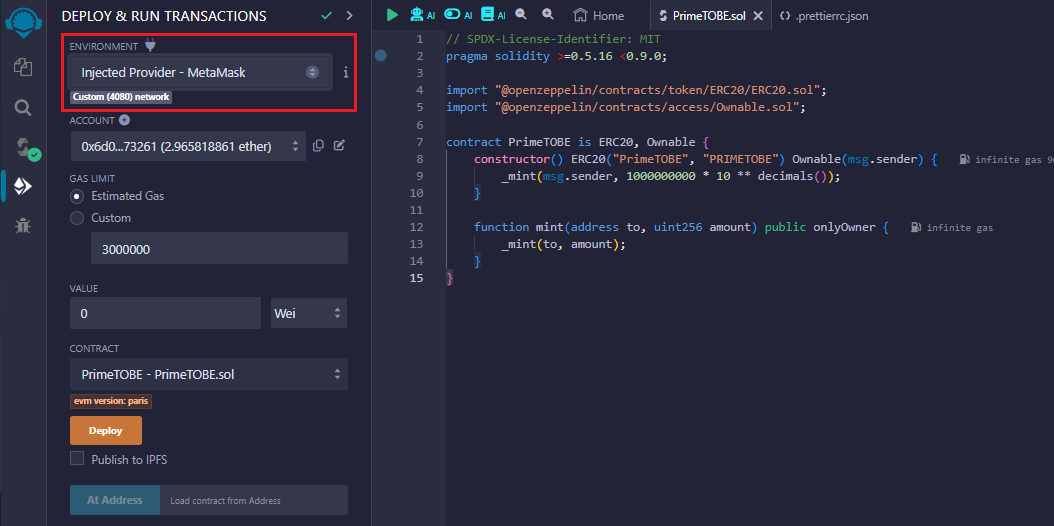 DEPLOY & RUN TRANSACTIONS
ENVIRONMENT
Injected Provider - MetaMask
Custom (4080) network
ACCOUNT
0x6d0...73261 (2.965818861 ether)
GAS LIMIT
Estimated Gas
Custom
3000000
VALUE
0 Wei
CONTRACT
PrimeTOBE - PrimeTOBE.sol
evm version: paris
Deploy
Publish to IPFS
At Address Load contract from Address
AI AI AI Home PrimeTOBE.sol .prettierrc.json
1 // SPDX-License-Identifier: MIT
2 pragma solidity >=0.5.16 <0.9.0;
3
4 import "@openzeppelin/contracts/token/ERC20/ERC20.sol";
5 import "@openzeppelin/contracts/access/Ownable.sol";
6
7 contract PrimeTOBE is ERC20, Ownable {
8 constructor() ERC20("PrimeTOBE", "PRIMETOBE") Ownable(msg.sender) { infinite gas
9 _mint(msg.sender, 1000000000 * 10 ** decimals());
10 }
11
12 function mint(address to, uint256 amount) public onlyOwner { infinite gas
13 _mint(to, amount);
14 }
15 }